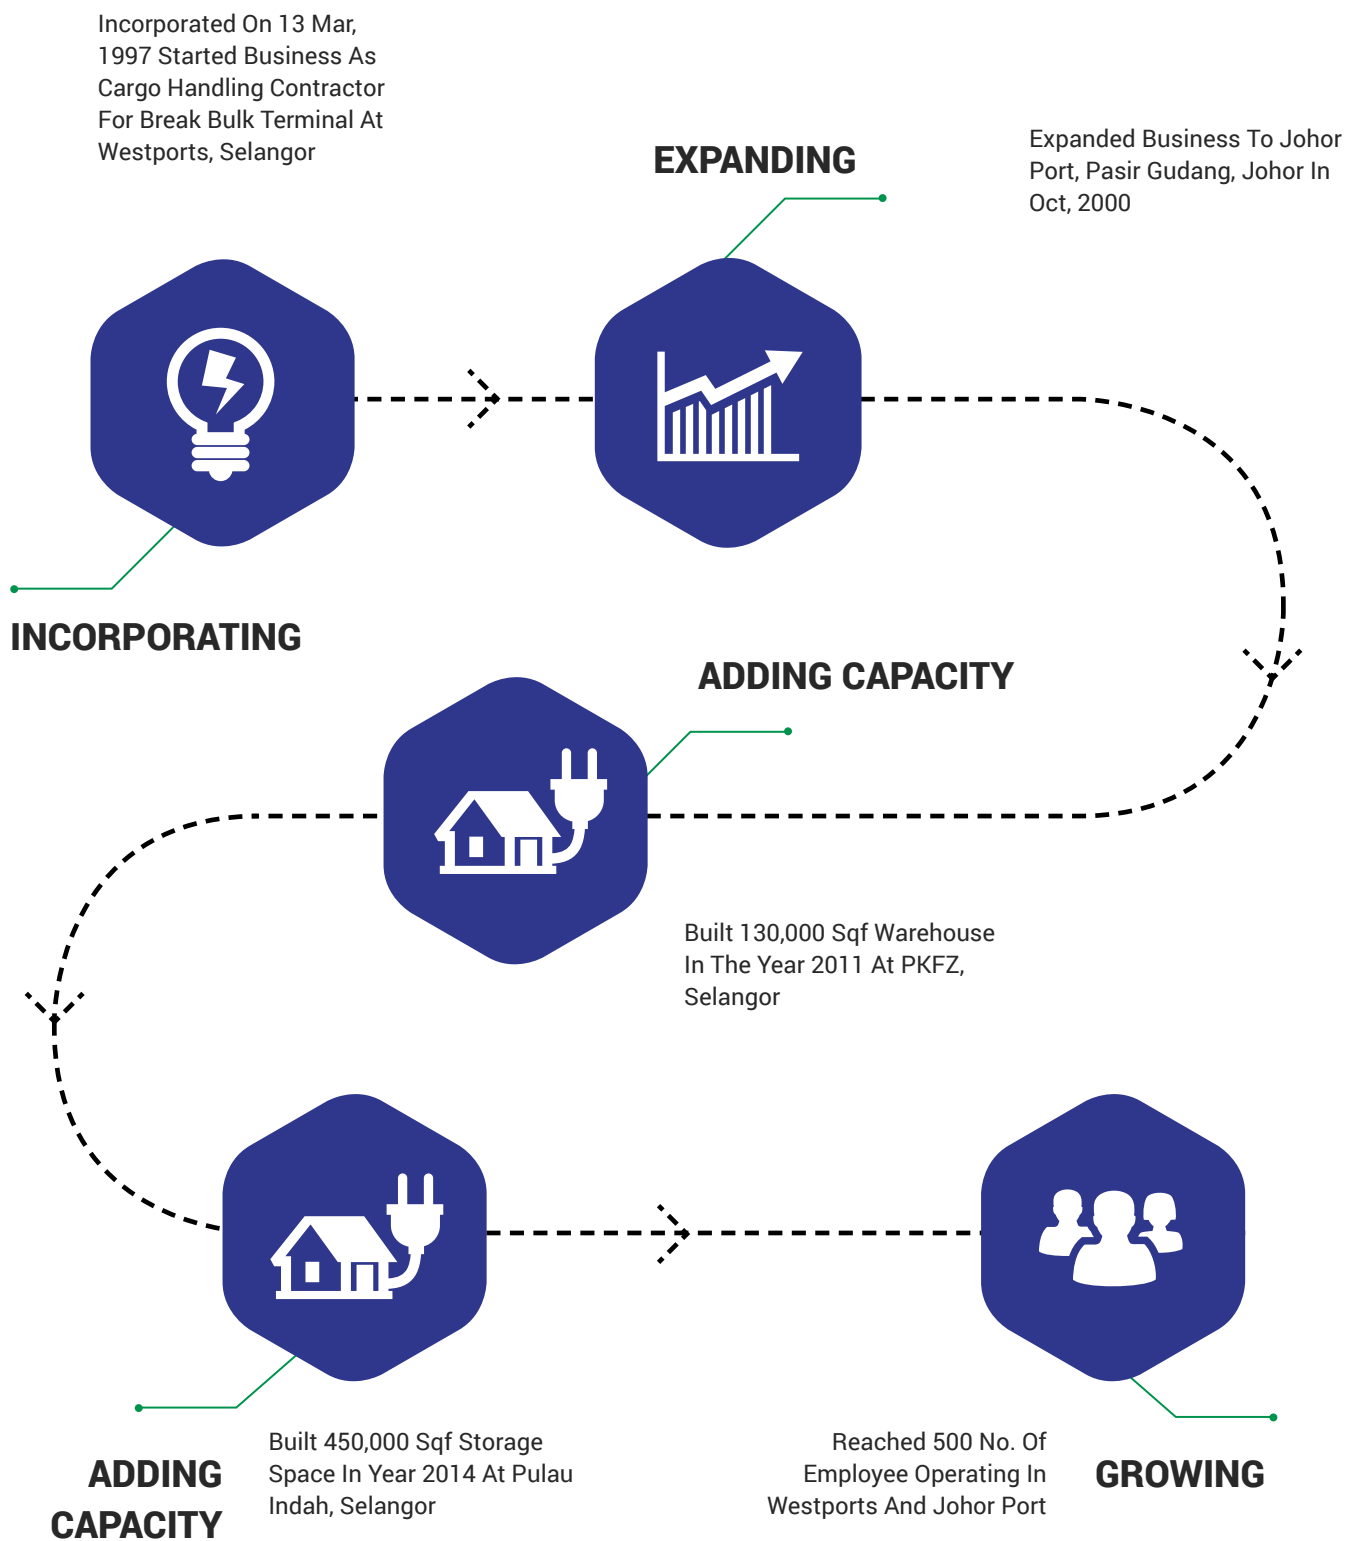 Incorporated On 13 Mar,
1997 Started Business As
Cargo Handling Contractor
For Break Bulk Terminal At
Westports, Selangor
INCORPORATING
EXPANDING
Expanded Business To Johor
Port, Pasir Gudang, Johor In
Oct, 2000
ADDING CAPACITY
Built 130,000 Sqf Warehouse
In The Year 2011 At PKFZ,
Selangor
ADDING
CAPACITY
Built 450,000 Sqf Storage
Space In Year 2014 At Pulau
Indah, Selangor
Reached 500 No. Of
Employee Operating In
Westports And Johor Port
GROWING